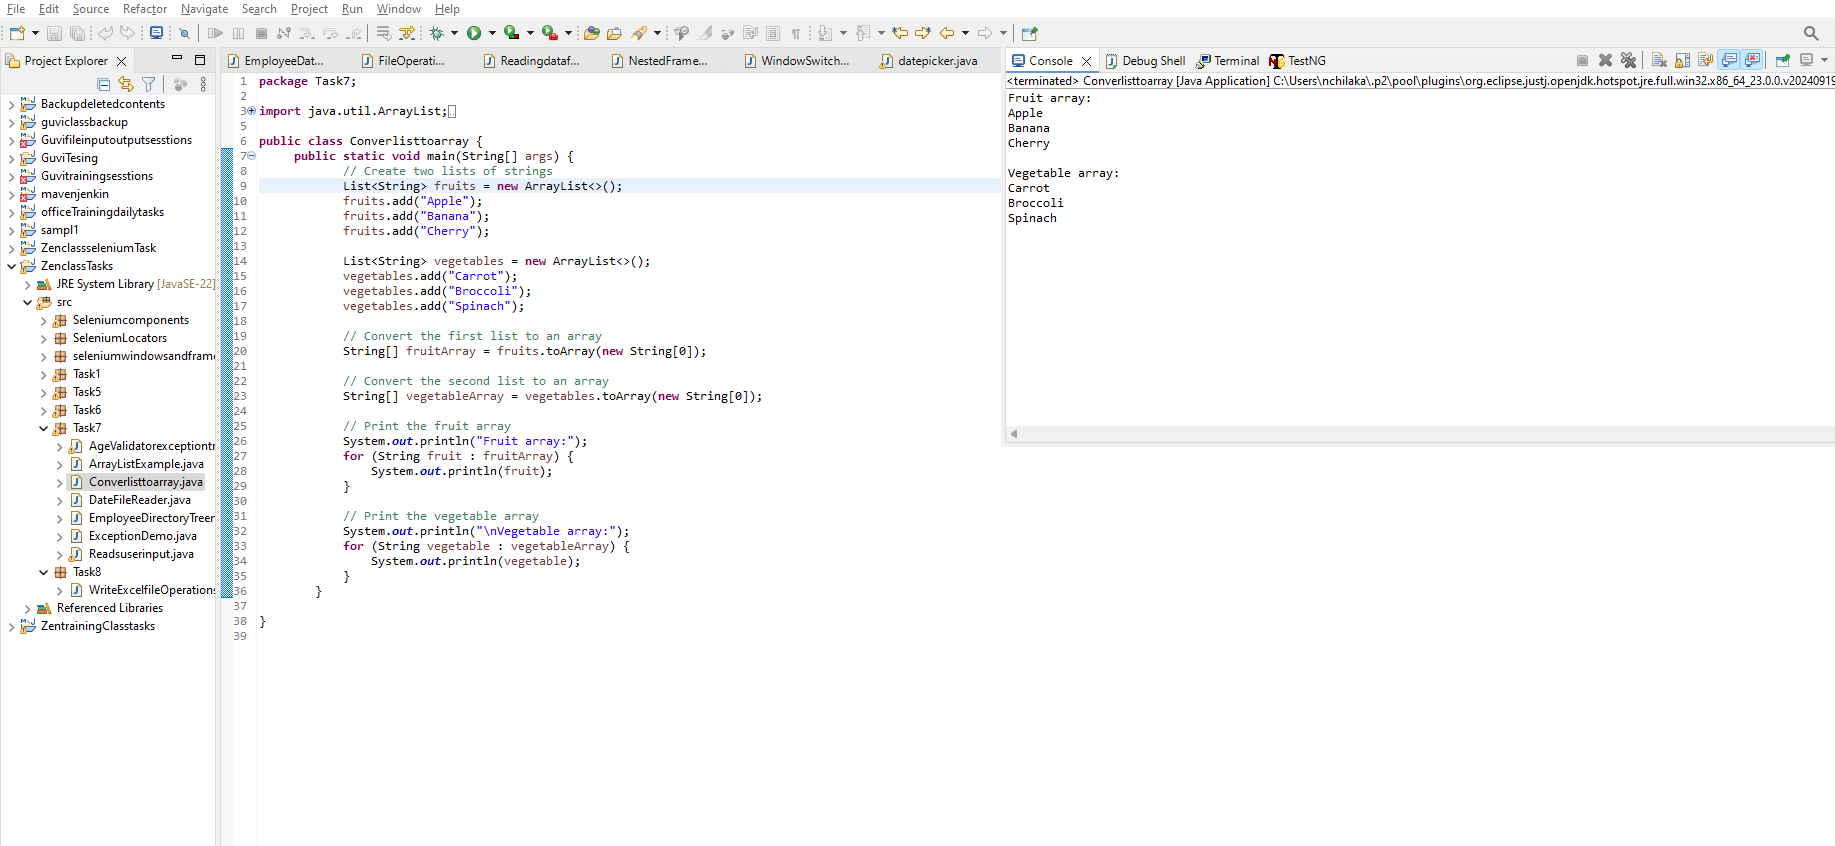 File Edit Source Refactor Navigate Search Project Run Window Help
Project Explorer
Backupdeletedcontents
guviclassbackup
Guvifileinputoutputsesstions
GuviTesing
Guvitrainingsesstions
mavenjenkin
officeTrainingdailytasks
sampl1
ZenclassseleniumTask
ZenclassTasks
JRE System Library [JavaSE-22]
src
Seleniumcomponents
SeleniumLocators
seleniumwindowsandframe
Task1
Task5
Task6
Task7
AgeValidatorexceptiontr
ArrayListExample.java
Converlisttoarray.java
DateFileReader.java
EmployeeDirectoryTreer
ExceptionDemo.java
Readsuserinput.java
Task8
WriteExcelfileOperations
Referenced Libraries
ZentrainingClasstasks
EmployeeDat... FileOperati... Readingdataf... NestedFrame... WindowSwitch... datepicker.java
1 package Task7;
2
3 import java.util.ArrayList;
5
6 public class Converlisttoarray {
7 public static void main(String[] args) {
8 // Create two lists of strings
9 List<String> fruits = new ArrayList<>();
10 fruits.add("Apple");
11 fruits.add("Banana");
12 fruits.add("Cherry");
13
14 List<String> vegetables = new ArrayList<>();
15 vegetables.add("Carrot");
16 vegetables.add("Broccoli");
17 vegetables.add("Spinach");
18
19 // Convert the first list to an array
20 String[] fruitArray = fruits.toArray(new String[0]);
21
22 // Convert the second list to an array
23 String[] vegetableArray = vegetables.toArray(new String[0]);
24
25 // Print the fruit array
26 System.out.println("Fruit array:");
27 for (String fruit : fruitArray) {
28 System.out.println(fruit);
29 }
30
31 // Print the vegetable array
32 System.out.println("\nVegetable array:");
33 for (String vegetable : vegetableArray) {
34 System.out.println(vegetable);
35 }
36 }
37
38 }
39
Console Debug Shell Terminal TestNG
<terminated> Converlisttoarray [Java Application] C:\Users\nchilaka\.p2\pool\plugins\org.eclipse.justj.openjdk.hotspot.jre.full.win32.x86_64_23.0.0.v20240919
Fruit array:
Apple
Banana
Cherry
Vegetable array:
Carrot
Broccoli
Spinach